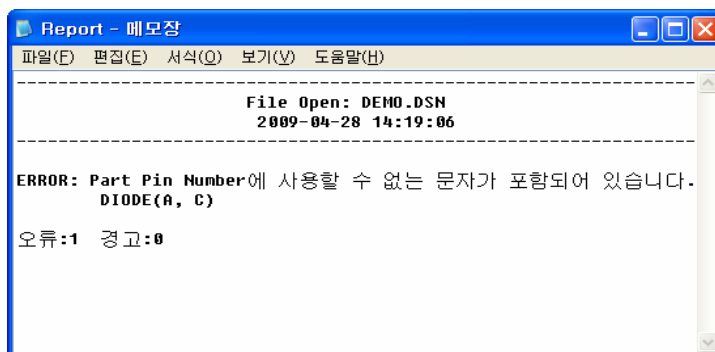 Report - 메모장
파일(F) 편집(E) 서식(O) 보기(V) 도움말(H)
--------------------------------------------------------------------
File Open: DEMO.DSN
2009-04-28 14:19:06
--------------------------------------------------------------------
ERROR: Part Pin Number에 사용할 수 없는 문자가 포함되어 있습니다.
DIODE(A, C)
오류:1 경고:0